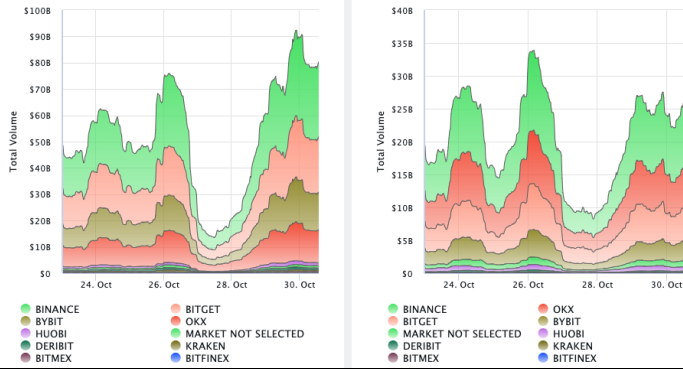 $100B
$90B
$80B
$70B
$60B
$50B
$40B
$30B
$20B
$10B
$0
Total Volume
24. Oct
26. Oct
28. Oct
30. Oct
BINANCE
BITGET
BYBIT
OKX
HUOBI
MARKET NOT SELECTED
DERIBIT
KRAKEN
BITMEX
BITFINEX
$40B
$35B
$30B
$25B
$20B
$15B
$10B
$5B
$0
Total Volume
24. Oct
26. Oct
28. Oct
30. Oc
BINANCE
OKX
BITGET
BYBIT
MARKET NOT SELECTED
HUOBI
DERIBIT
KRAKEN
BITMEX
BITFINEX